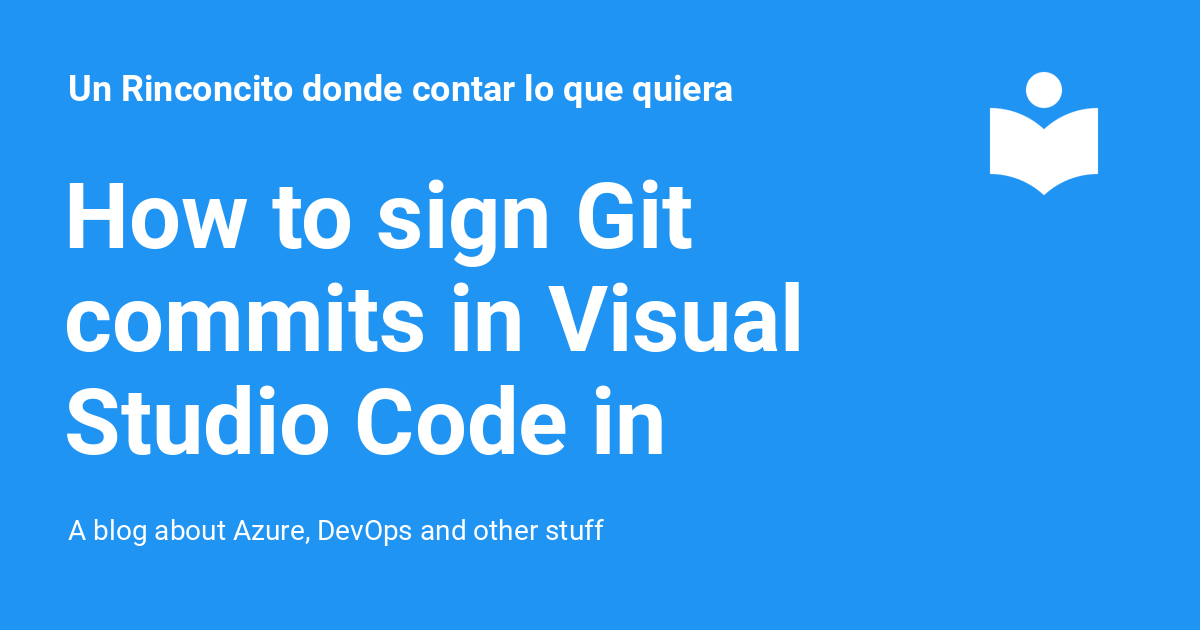 Un Rinconcito donde contar lo que quiera
How to sign Git
commits in Visual
Studio Code in
A blog about Azure, DevOps and other stuff